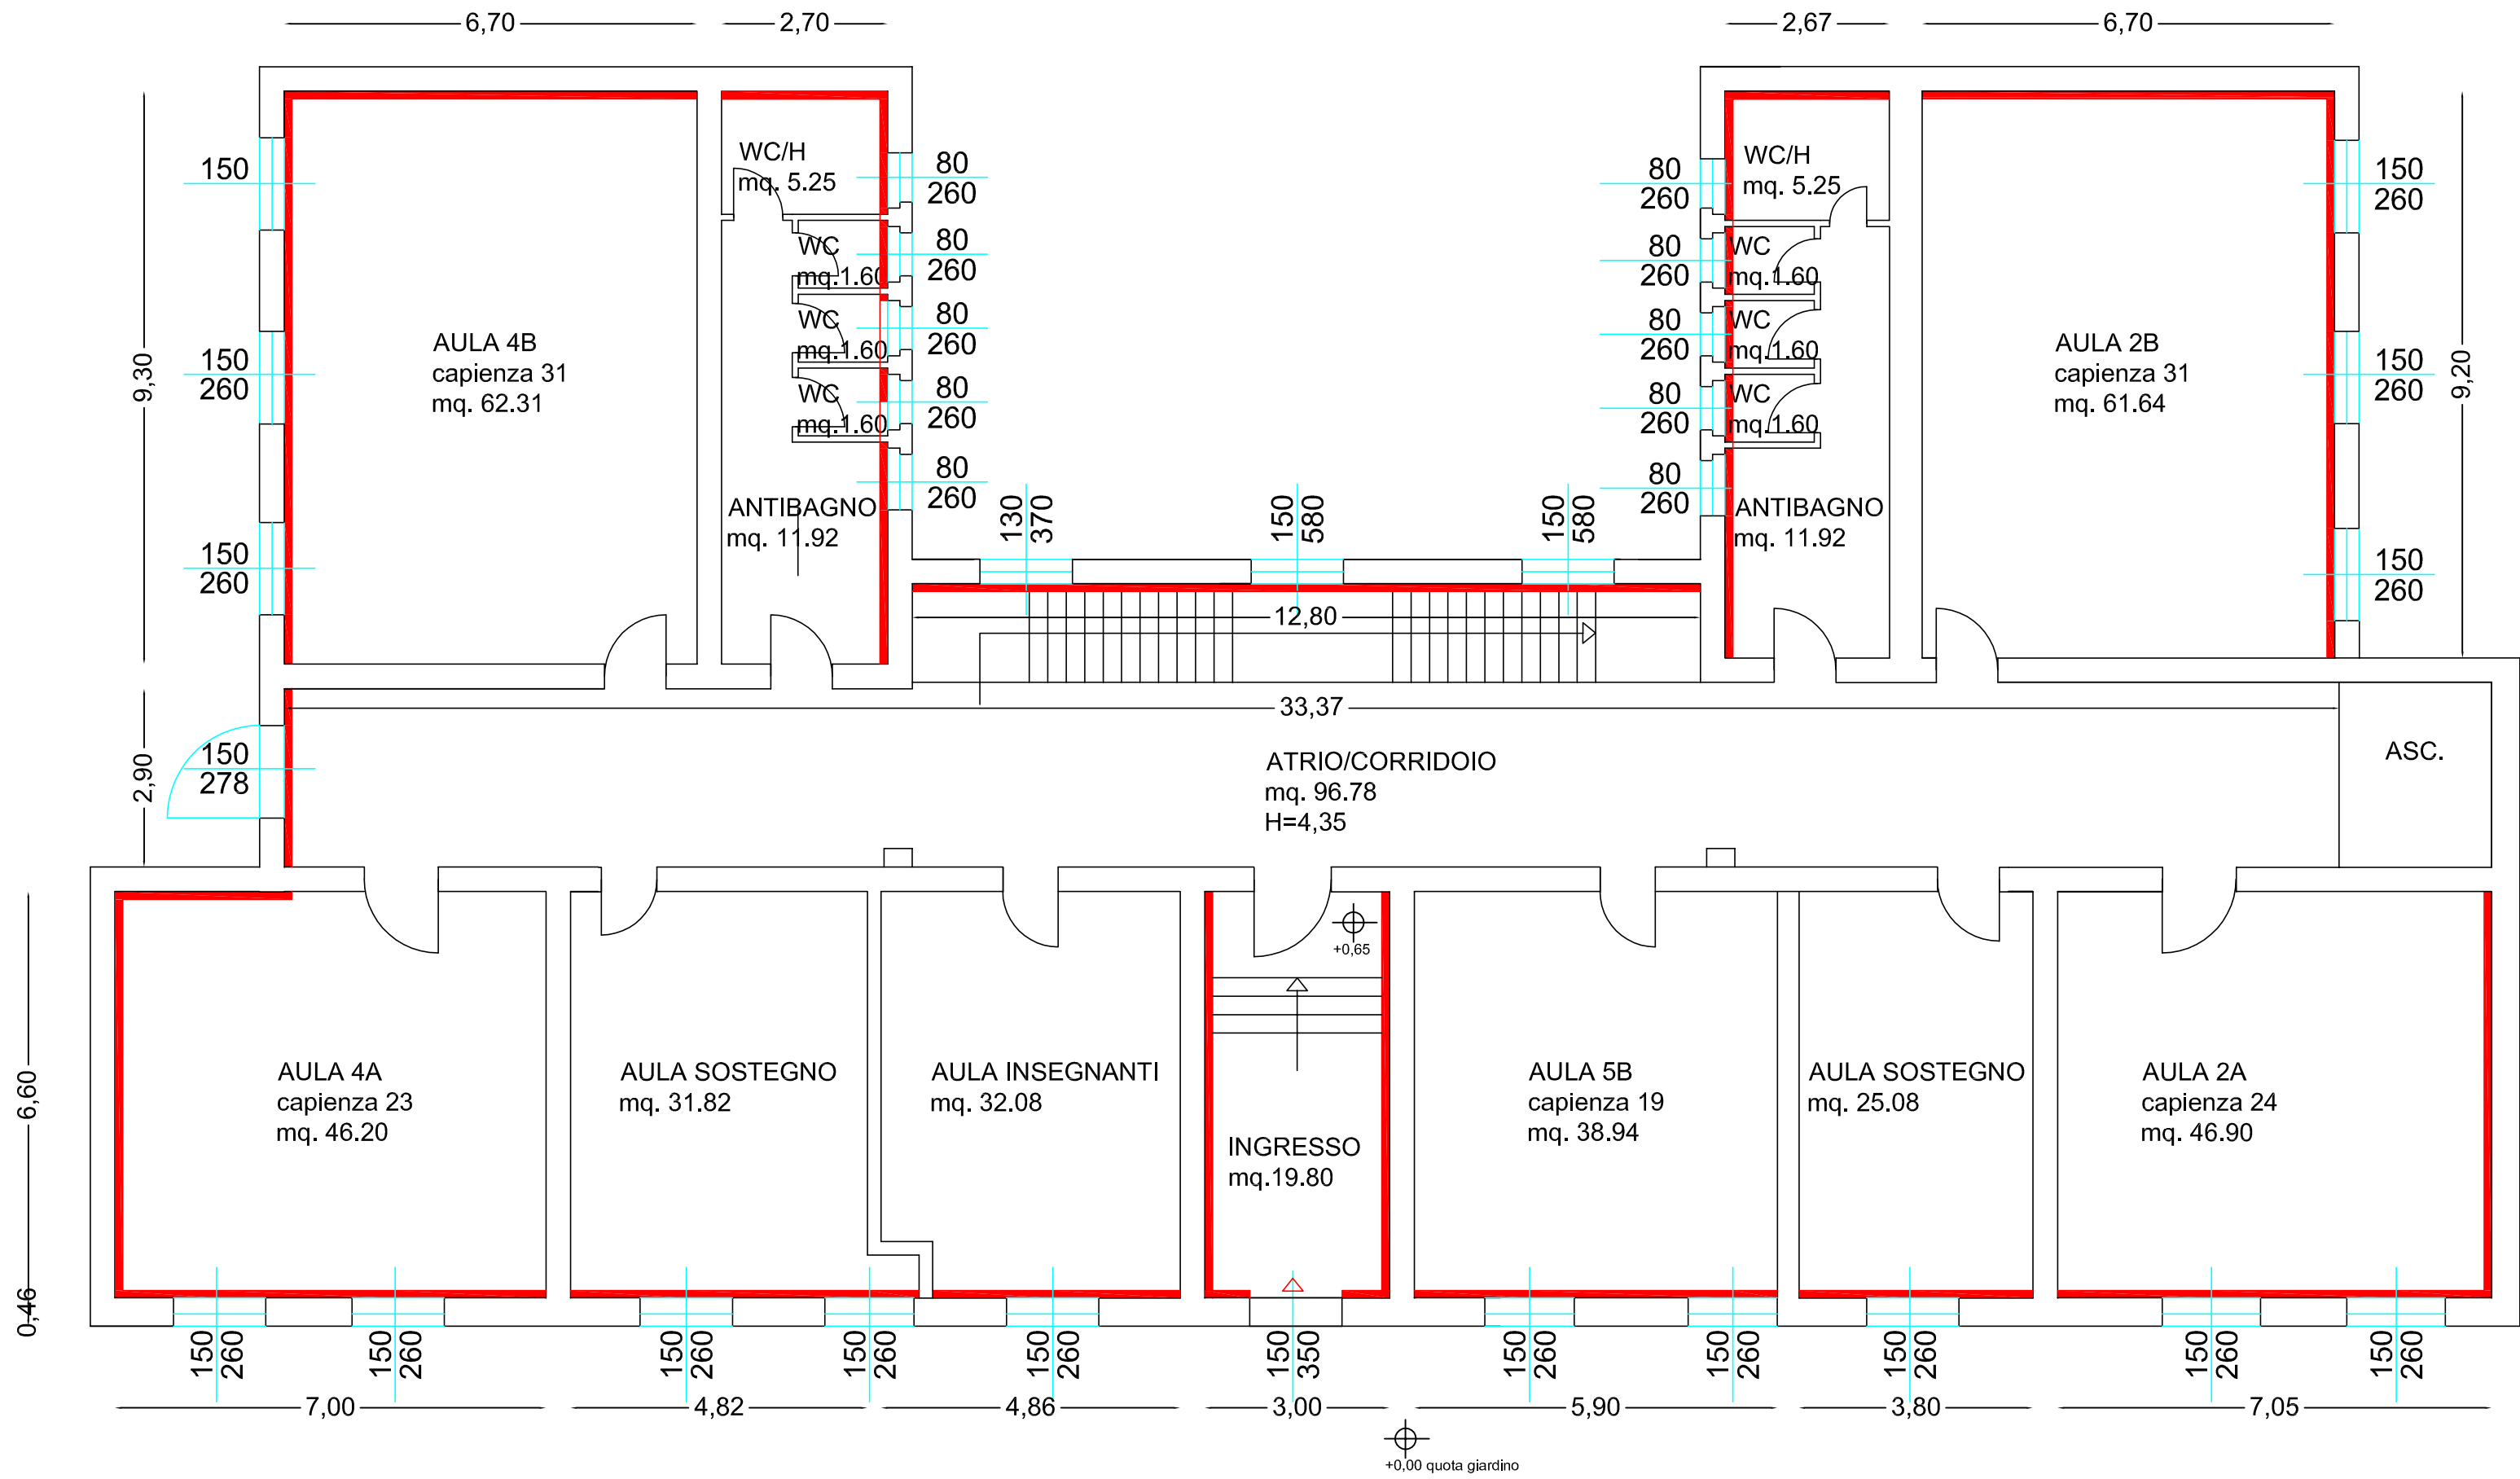 6,70
2,70
2,67
6,70
WC/H
mq. 5.25
WC/H
mq. 5.25
150
80
260
80
260
150
260
WC
mq.1.60
80
260
80
260
WC
mq.1.60
WC
mq.1.60
80
260
80
260
WC
mq.1.60
9,30
150
260
AULA 4B
capienza 31
mq. 62.31
AULA 2B
capienza 31
mq. 61.64
150
260
9,20
WC
mq.1.60
80
260
80
260
WC
mq.1.60
80
260
80
260
ANTIBAGNO
mq. 11.92
130
370
150
580
150
580
ANTIBAGNO
mq. 11.92
150
260
150
260
12,80
33,37
2,90
150
278
ATRIO/CORRIDOIO
mq. 96.78
H=4,35
ASC.
+0,65
6,60
AULA 4A
capienza 23
mq. 46.20
AULA SOSTEGNO
mq. 31.82
AULA INSEGNANTI
mq. 32.08
INGRESSO
mq.19.80
AULA 5B
capienza 19
mq. 38.94
AULA SOSTEGNO
mq. 25.08
AULA 2A
capienza 24
mq. 46.90
0,46
150
260
150
260
150
260
150
260
150
260
150
350
150
260
150
260
150
260
150
260
150
260
7,00
4,82
4,86
3,00
5,90
3,80
7,05
+0,00 quota giardino